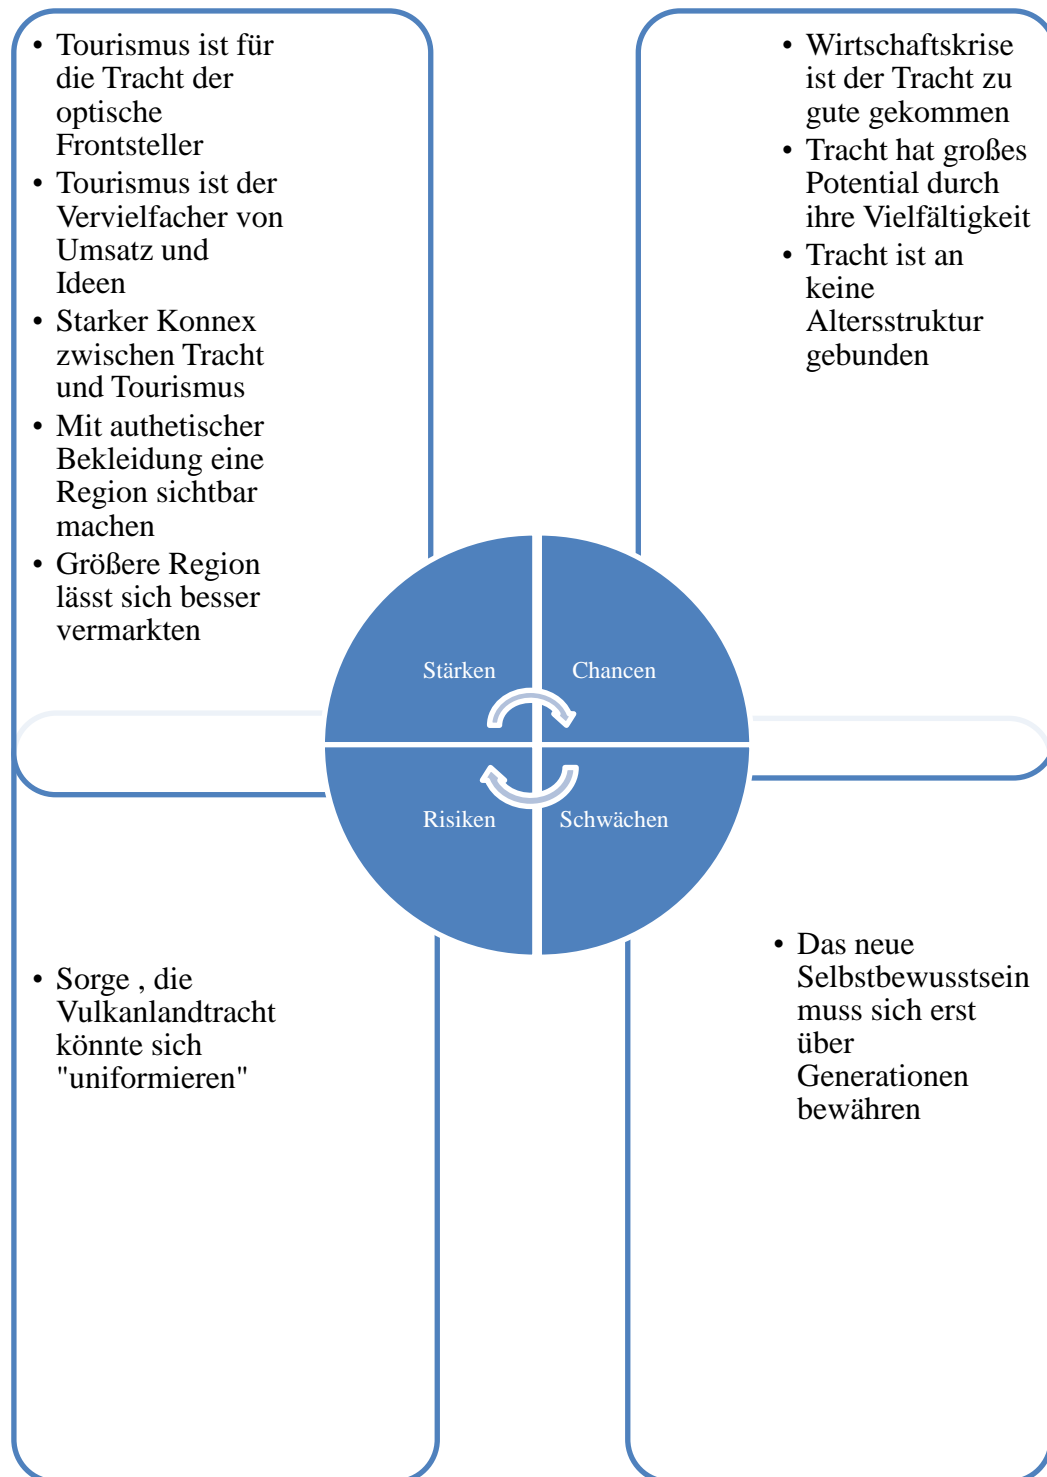 • Tourismus ist für
die Tracht der
optische
Frontsteller
• Tourismus ist der
Vervielfacher von
Umsatz und
Ideen
• Starker Konnex
zwischen Tracht
und Tourismus
• Mit authetischer
Bekleidung eine
Region sichtbar
machen
• Größere Region
lässt sich besser
vermarkten
• Wirtschaftskrise
ist der Tracht zu
gute gekommen
• Tracht hat großes
Potential durch
ihre Vielfältigkeit
• Tracht ist an
keine
Altersstruktur
gebunden
Stärken
Chancen
Risiken
Schwächen
• Sorge , die
Vulkanlandtracht
könnte sich
"uniformieren"
• Das neue
Selbstbewusstsein
muss sich erst
über
Generationen
bewähren